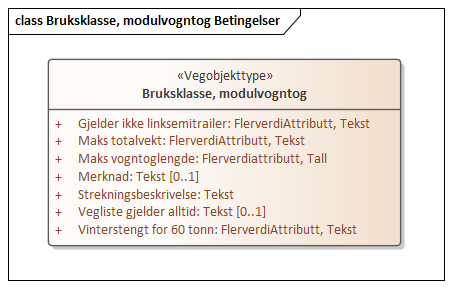 class Bruksklasse, modulvogntog Betingelser
«Vegobjekttype»
Bruksklasse, modulvogntog
+ Gjelder ikke linksemitrailer: FlerverdiAttributt, Tekst
+ Maks totalvekt: FlerverdiAttributt, Tekst
+ Maks vogntoglengde: Flerverdiattributt, Tall
+ Merknad: Tekst [0..1]
+ Strekningsbeskrivelse: Tekst
+ Vegliste gjelder alltid: Tekst [0..1]
+ Vinterstengt for 60 tonn: FlerverdiAttributt, Tekst